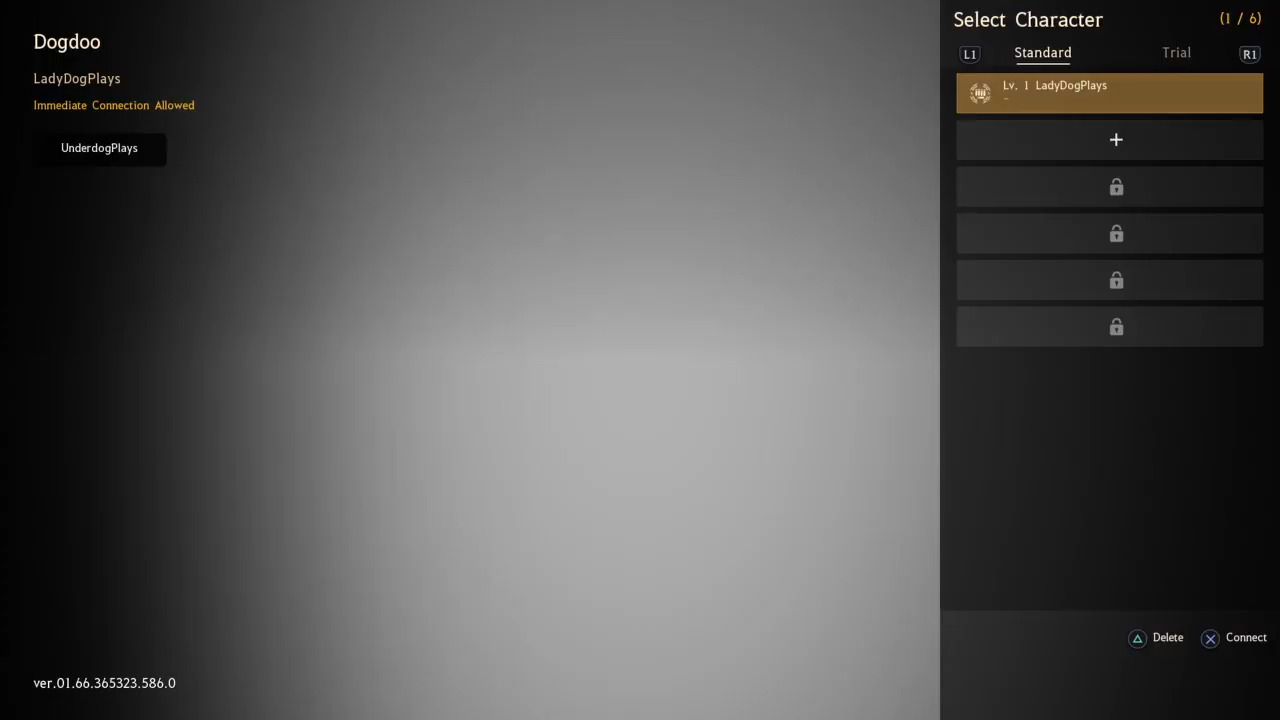 Dogdoo
LadyDogPlays
Immediate Connection Allowed
UnderdogPlays
ver.01.66.365323.586.0
Select Character
(1 / 6)
L1
Standard
Trial
R1
Lv. 1 LadyDogPlays
–
+
Delete
Connect